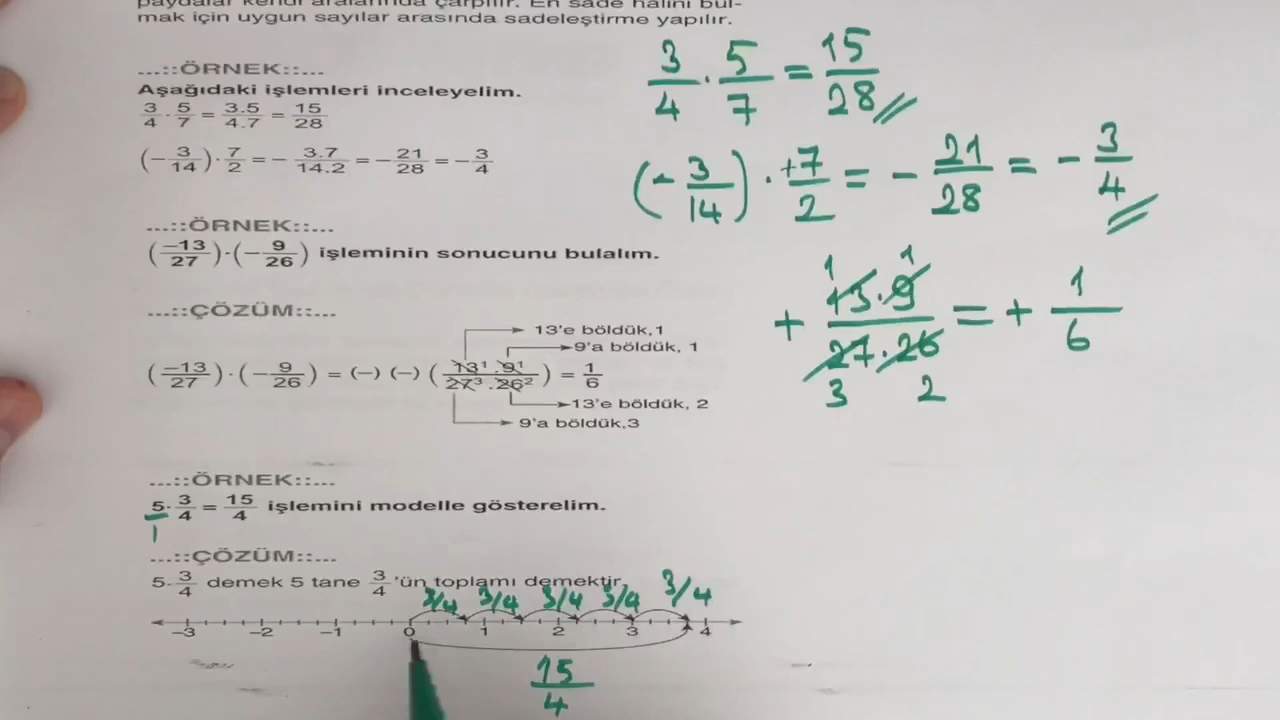 paydalar kendi aralarında çarpılır. En sade halini bul-
mak için uygun sayılar arasında sadeleştirme yapılır.
...::ÖRNEK::...
Aşağıdaki işlemleri inceleyelim.
3/4 · 5/7 = 3.5/4.7 = 15/28
(−3/14) · 7/2 = − 3.7/14.2 = −21/28 = −3/4
...::ÖRNEK::...
(−13/27)·(−9/26) işleminin sonucunu bulalım.
...::ÇÖZÜM::...
13'e böldük,1
9'a böldük, 1
(−13/27)·(−9/26) = (−) (−) (13¹ . 9¹/27³ . 26²) = 1/6
13'e böldük, 2
9'a böldük,3
...::ÖRNEK::...
5· 3/4 = 15/4 işlemini modelle gösterelim.
1
...::ÇÖZÜM::...
5· 3/4 demek 5 tane 3/4 'ün toplamı demektir.
3/4 3/4 3/4 3/4 3/4
−3 −2 −1 0 1 2 3 4
15/4
3/4 · 5/7 = 15/28
(−3/14) · +7/2 = − 21/28 = − 3/4
1 1
+ 13·9/27·26 = + 1/6
3 2